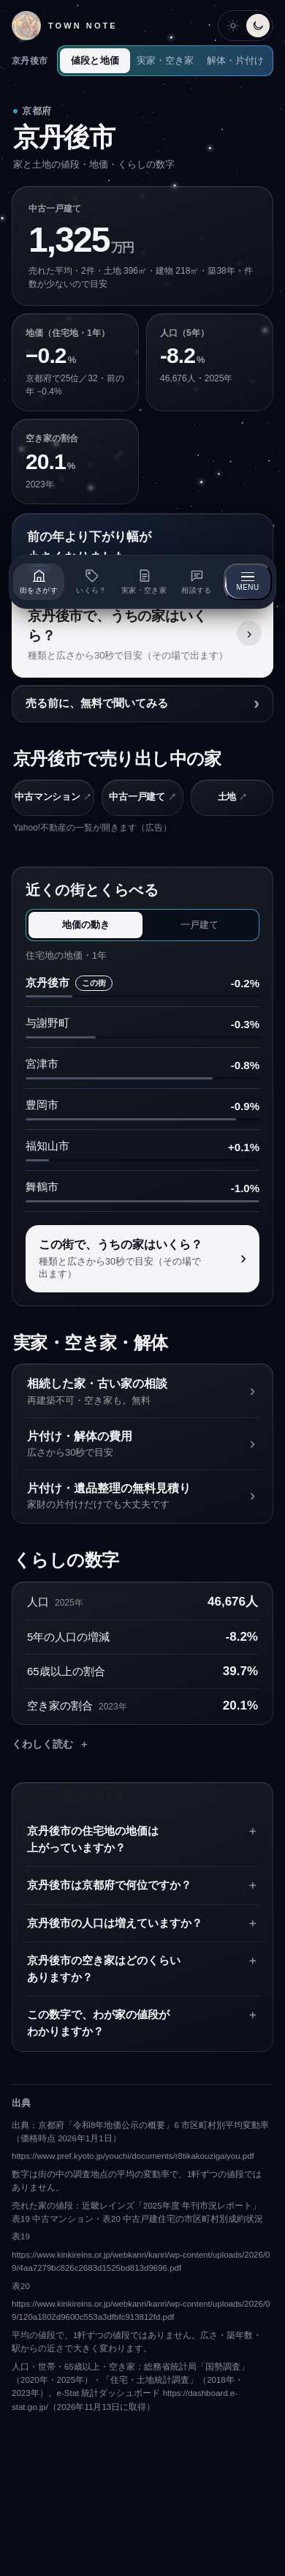 TOWN NOTE
京丹後市
値段と地価
実家・空き家
解体・片付け
京都府
京丹後市
家と土地の値段・地価・くらしの数字
中古一戸建て
1,325万円
売れた平均・2件・土地 396㎡・建物 218㎡・築38年・件
数が少ないので目安
地価（住宅地・1年）
−0.2%
京都府で25位／32・前の
年 −0.4%
人口（5年）
-8.2%
46,676人・2025年
空き家の割合
20.1%
2023年
前の年より下がり幅が
街をさがす
いくら？
実家・空き家
相談する
MENU
京丹後市で、うちの家はいく
ら？
種類と広さから30秒で目安（その場で出ます）
›
売る前に、無料で聞いてみる
›
京丹後市で売り出し中の家
中古マンション ↗
中古一戸建て ↗
土地 ↗
Yahoo!不動産の一覧が開きます（広告）
近くの街とくらべる
地価の動き
一戸建て
住宅地の地価・1年
京丹後市 この街 -0.2%
与謝野町 -0.3%
宮津市 -0.8%
豊岡市 -0.9%
福知山市 +0.1%
舞鶴市 -1.0%
この街で、うちの家はいくら？
種類と広さから30秒で目安（その場で
出ます）
›
実家・空き家・解体
相続した家・古い家の相談
再建築不可・空き家も。無料
›
片付け・解体の費用
広さから30秒で目安
›
片付け・遺品整理の無料見積り
家財の片付けだけでも大丈夫です
›
くらしの数字
人口 2025年 46,676人
5年の人口の増減 -8.2%
65歳以上の割合 39.7%
空き家の割合 2023年 20.1%
くわしく読む ＋
京丹後市の住宅地の地価は
上がっていますか？
＋
京丹後市は京都府で何位ですか？ ＋
京丹後市の人口は増えていますか？ ＋
京丹後市の空き家はどのくらい
ありますか？
＋
この数字で、わが家の値段が
わかりますか？
＋
出典
出典：京都府「令和8年地価公示の概要」6 市区町村別平均変動率
（価格時点 2026年1月1日）
https://www.pref.kyoto.jp/youchi/documents/r8tikakouzigaiyou.pdf
数字は街の中の調査地点の平均の変動率で、1軒ずつの値段では
ありません。
売れた家の値段：近畿レインズ「2025年度 年刊市況レポート」
表19 中古マンション・表20 中古戸建住宅の市区町村別成約状況
表19
https://www.kinkireins.or.jp/webkanri/kanri/wp-content/uploads/2026/0
9/4aa7279bc826c2683d1525bd813d9696.pdf
表20
https://www.kinkireins.or.jp/webkanri/kanri/wp-content/uploads/2026/0
9/120a1802d9600c553a3dfbfc913812fd.pdf
平均の値段で、1軒ずつの値段ではありません。広さ・築年数・
駅からの近さで大きく変わります。
人口・世帯・65歳以上・空き家：総務省統計局「国勢調査」
（2020年・2025年）・「住宅・土地統計調査」（2018年・
2023年）。e-Stat 統計ダッシュボード https://dashboard.e-
stat.go.jp/（2026年11月13日に取得）